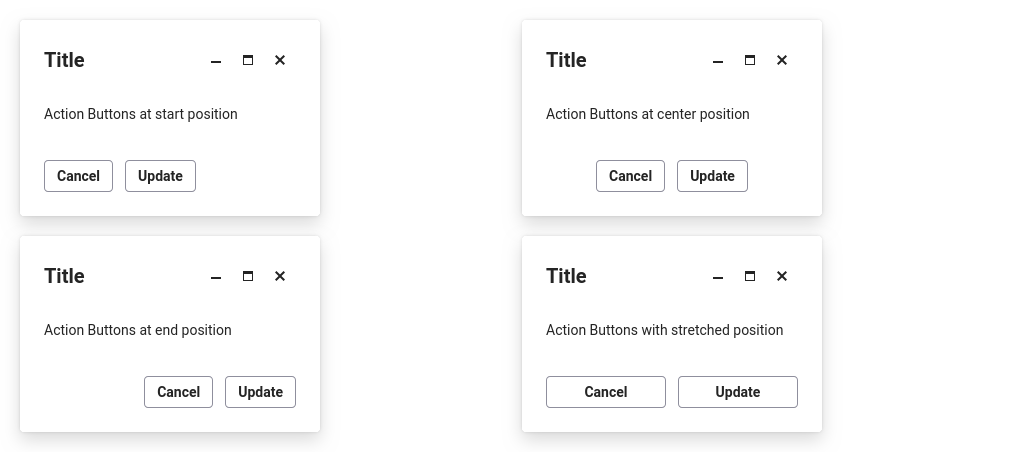 Title
Action Buttons at start position
Cancel Update
Title
Action Buttons at center position
Cancel Update
Title
Action Buttons at end position
Cancel Update
Title
Action Buttons with stretched position
Cancel Update